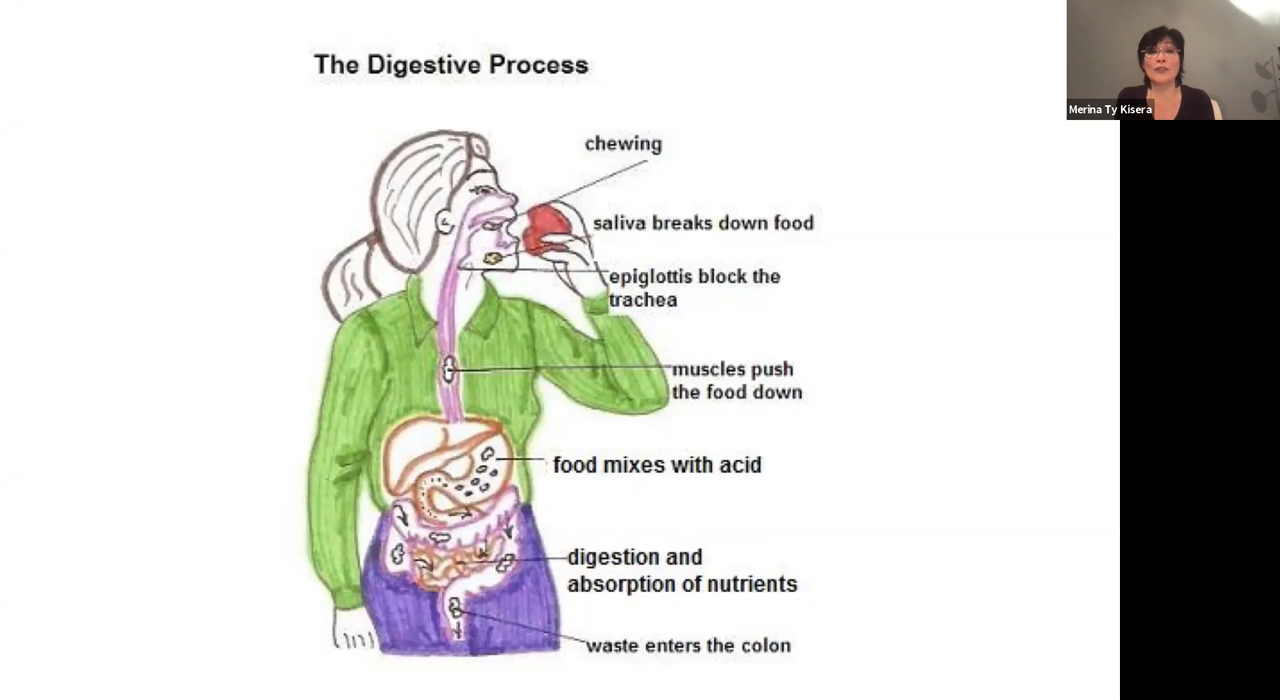 The Digestive Process
chewing
saliva breaks down food
epiglottis block the
trachea
muscles push
the food down
food mixes with acid
digestion and
absorption of nutrients
waste enters the colon
Merina Ty Kisera